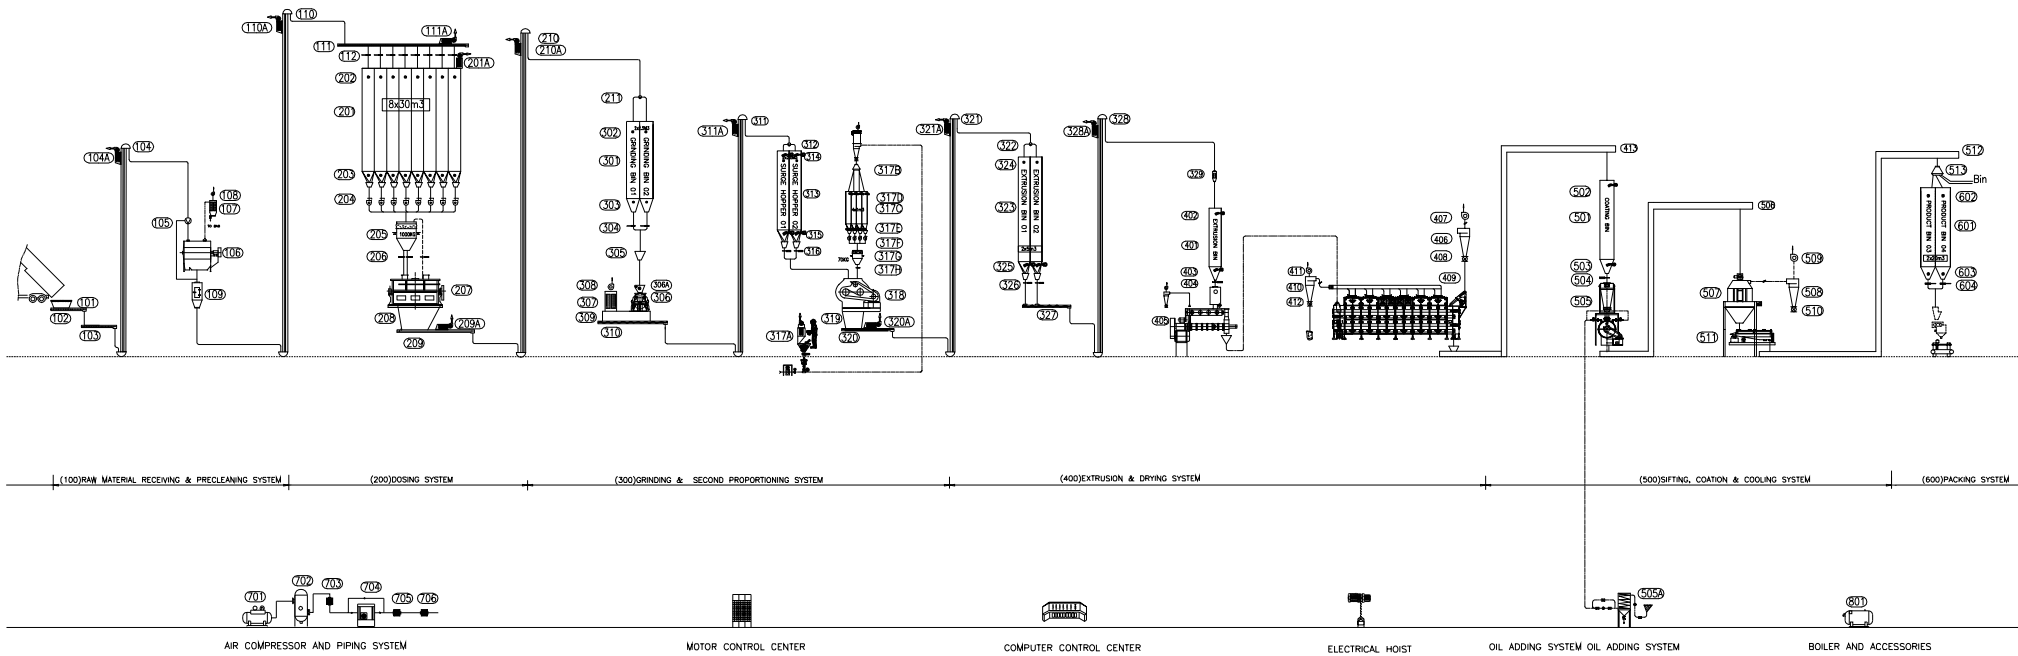 110
110A
111A
111
112
201A
202
8x30m3
201
203
204
205
1000KG
206
207
208
209A
209
104
104A
108
107
105
106
109
101
102
103
210
210A
211
302
301
GRINDING BIN 01
GRINDING BIN 02
303
304
305
308
307
306A
306
309
310
311
311A
312
314
SURGE HOPPER 01
SURGE HOPPER 02
313
315
316
317B
317D
317C
317E
317F
317G
317H
70KG
318
317A
319
320A
320
321
321A
322
324
EXTRUSION BIN 01
EXTRUSION BIN 02
323
325
326
327
328
328A
329
402
401
EXTRUSION BIN
403
404
405
407
406
408
411
410
412
409
413
502
501
COATING BIN
503
504
505
506
507
509
508
510
511
512
513
Bin
602
601
PRODUCT BIN 03
PRODUCT BIN 04
2x20m3
603
604
(100)RAW MATERIAL RECEIVING & PRECLEANING SYSTEM
(200)DOSING SYSTEM
(300)GRINDING & SECOND PROPORTIONING SYSTEM
(400)EXTRUSION & DRYING SYSTEM
(500)SIFTING, COATION & COOLING SYSTEM
(600)PACKING SYSTEM
701
702
703
704
705
706
505A
801
AIR COMPRESSOR AND PIPING SYSTEM
MOTOR CONTROL CENTER
COMPUTER CONTROL CENTER
ELECTRICAL HOIST
OIL ADDING SYSTEM OIL ADDING SYSTEM
BOILER AND ACCESSORIES